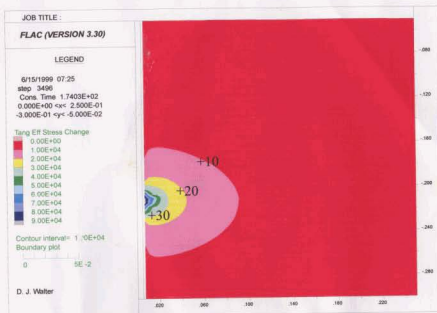 JOB TITLE :
FLAC (VERSION 3.30)
LEGEND
6/15/1999 07:25
step 3496
Cons. Time 1.7403E+02
0.000E+00 <x< 2.500E-01
-3.000E-01 <y< -5.000E-02
Tang Eff Stress Change
0.00E+00
1.00E+04
2.00E+04
3.00E+04
4.00E+04
5.00E+04
6.00E+04
7.00E+04
8.00E+04
9.00E+04
Contour interval= 1.00E+04
Boundary plot
0 5E -2
D. J. Walter
+10
+20
+30
-.080
-.120
-.160
-.200
-.240
-.280
.020 .060 .100 .140 .180 .220